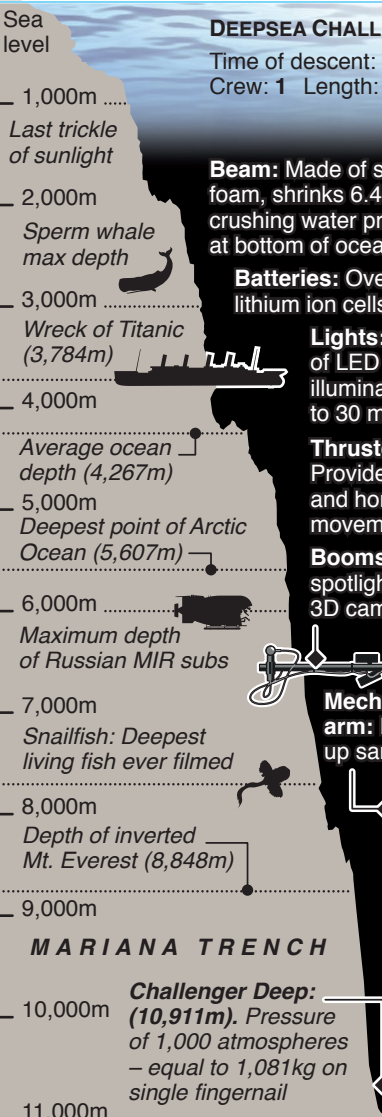 Sea
level
DEEPSEA CHALL
Time of descent:
Crew: 1 Length:
1,000m
Last trickle
of sunlight
Beam: Made of s
foam, shrinks 6.4
crushing water pr
at bottom of ocea
2,000m
Sperm whale
max depth
Batteries: Ove
lithium ion cells
3,000m
Wreck of Titanic
(3,784m)
Lights:
of LED
illumina
to 30 m
4,000m
Average ocean
depth (4,267m)
Thruste
Provide
and hor
movem
5,000m
Deepest point of Arctic
Ocean (5,607m)
Booms
spotligh
3D cam
6,000m
Maximum depth
of Russian MIR subs
7,000m
Mech
arm:
up sar
Snailfish: Deepest
living fish ever filmed
8,000m
Depth of inverted
Mt. Everest (8,848m)
9,000m
MARIANA TRENCH
10,000m
Challenger Deep:
(10,911m). Pressure
of 1,000 atmospheres
– equal to 1,081kg on
single fingernail
11,000m